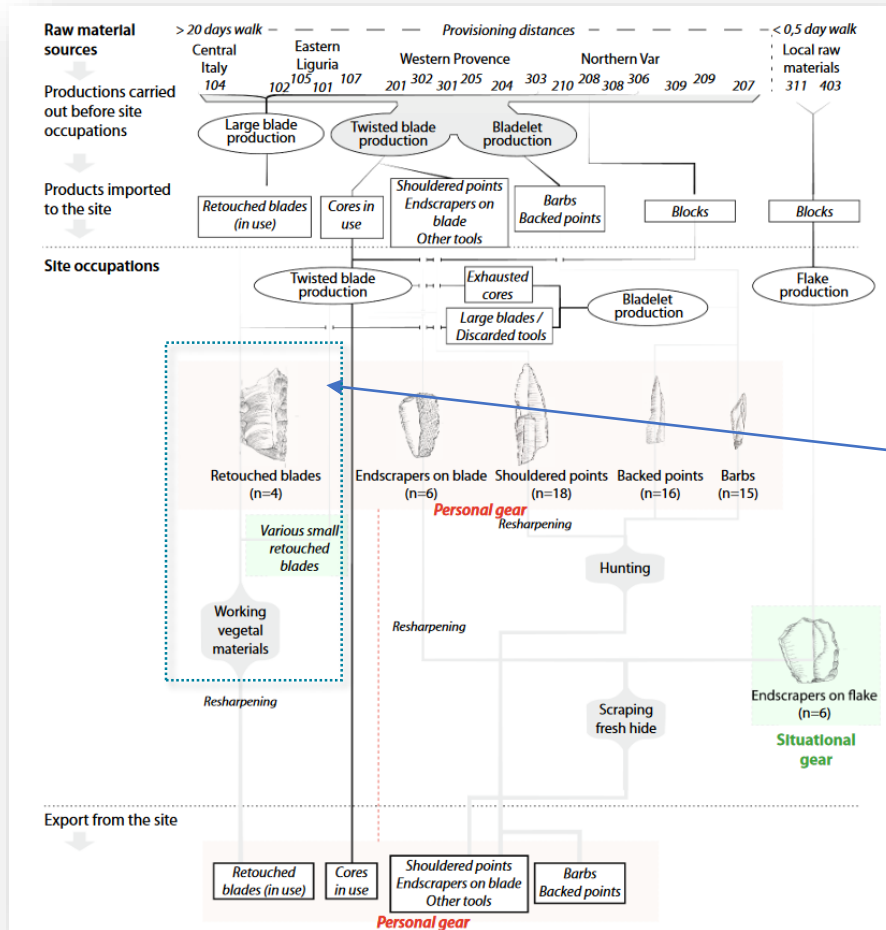 Raw material
sources
> 20 days walk
Provisioning distances
< 0,5 day walk
Central
Italy
Eastern
Liguria
Western Provence
Northern Var
Local raw
materials
104
102
105
101
107
201
302
301
205
204
303
210
208
308
306
309
209
207
311
403
Productions carried
out before site
occupations
Large blade
production
Twisted blade
production
Bladelet
production
Products imported
to the site
Retouched blades
(in use)
Cores in
use
Shouldered points
Endscrapers on
blade
Other tools
Barbs
Backed points
Blocks
Blocks
Site occupations
Twisted blade
production
Exhausted
cores
Large blades /
Discarded tools
Bladelet
production
Flake
production
Retouched blades
(n=4)
Endscrapers on blade
(n=6)
Shouldered points
(n=18)
Backed points
(n=16)
Barbs
(n=15)
Personal gear
Resharpening
Various small
retouched
blades
Hunting
Working
vegetal
materials
Resharpening
Resharpening
Scraping
fresh hide
Endscrapers on flake
(n=6)
Situational
gear
Export from the site
Retouched
blades (in use)
Cores
in use
Shouldered points
Endscrapers on blade
Other tools
Barbs
Backed points
Personal gear